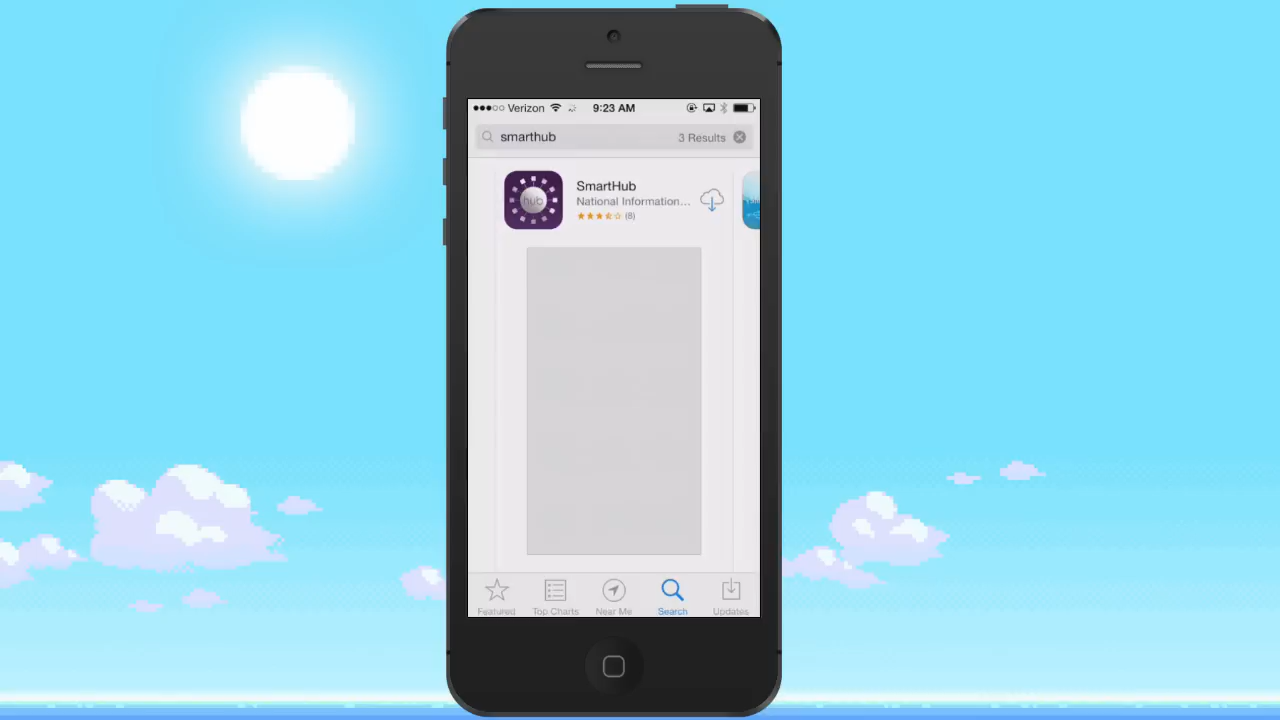 Verizon 9:23 AM
smarthub 3 Results
hub
SmartHub
National Information...
(8)
Featured Top Charts Near Me Search Updates